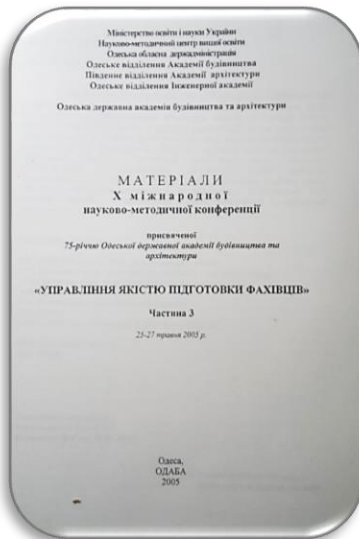 Міністерство освіти і науки України
Науково-методичний центр вищої освіти
Одеська обласна держадміністрація
Одеське відділення Академії будівництва
Південне відділення Академії архітектури
Одеське відділення Інженерної академії
Одеська державна академія будівництва та архітектури
МАТЕРІАЛИ
X міжнародної
науково-методичної конференції
присвяченої
75-річчю Одеської державної академії будівництва та
архітектури
«УПРАВЛІННЯ ЯКІСТЮ ПІДГОТОВКИ ФАХІВЦІВ»
Частина 3
травня 2005 р.
Одеса,
ОДАБА
2005